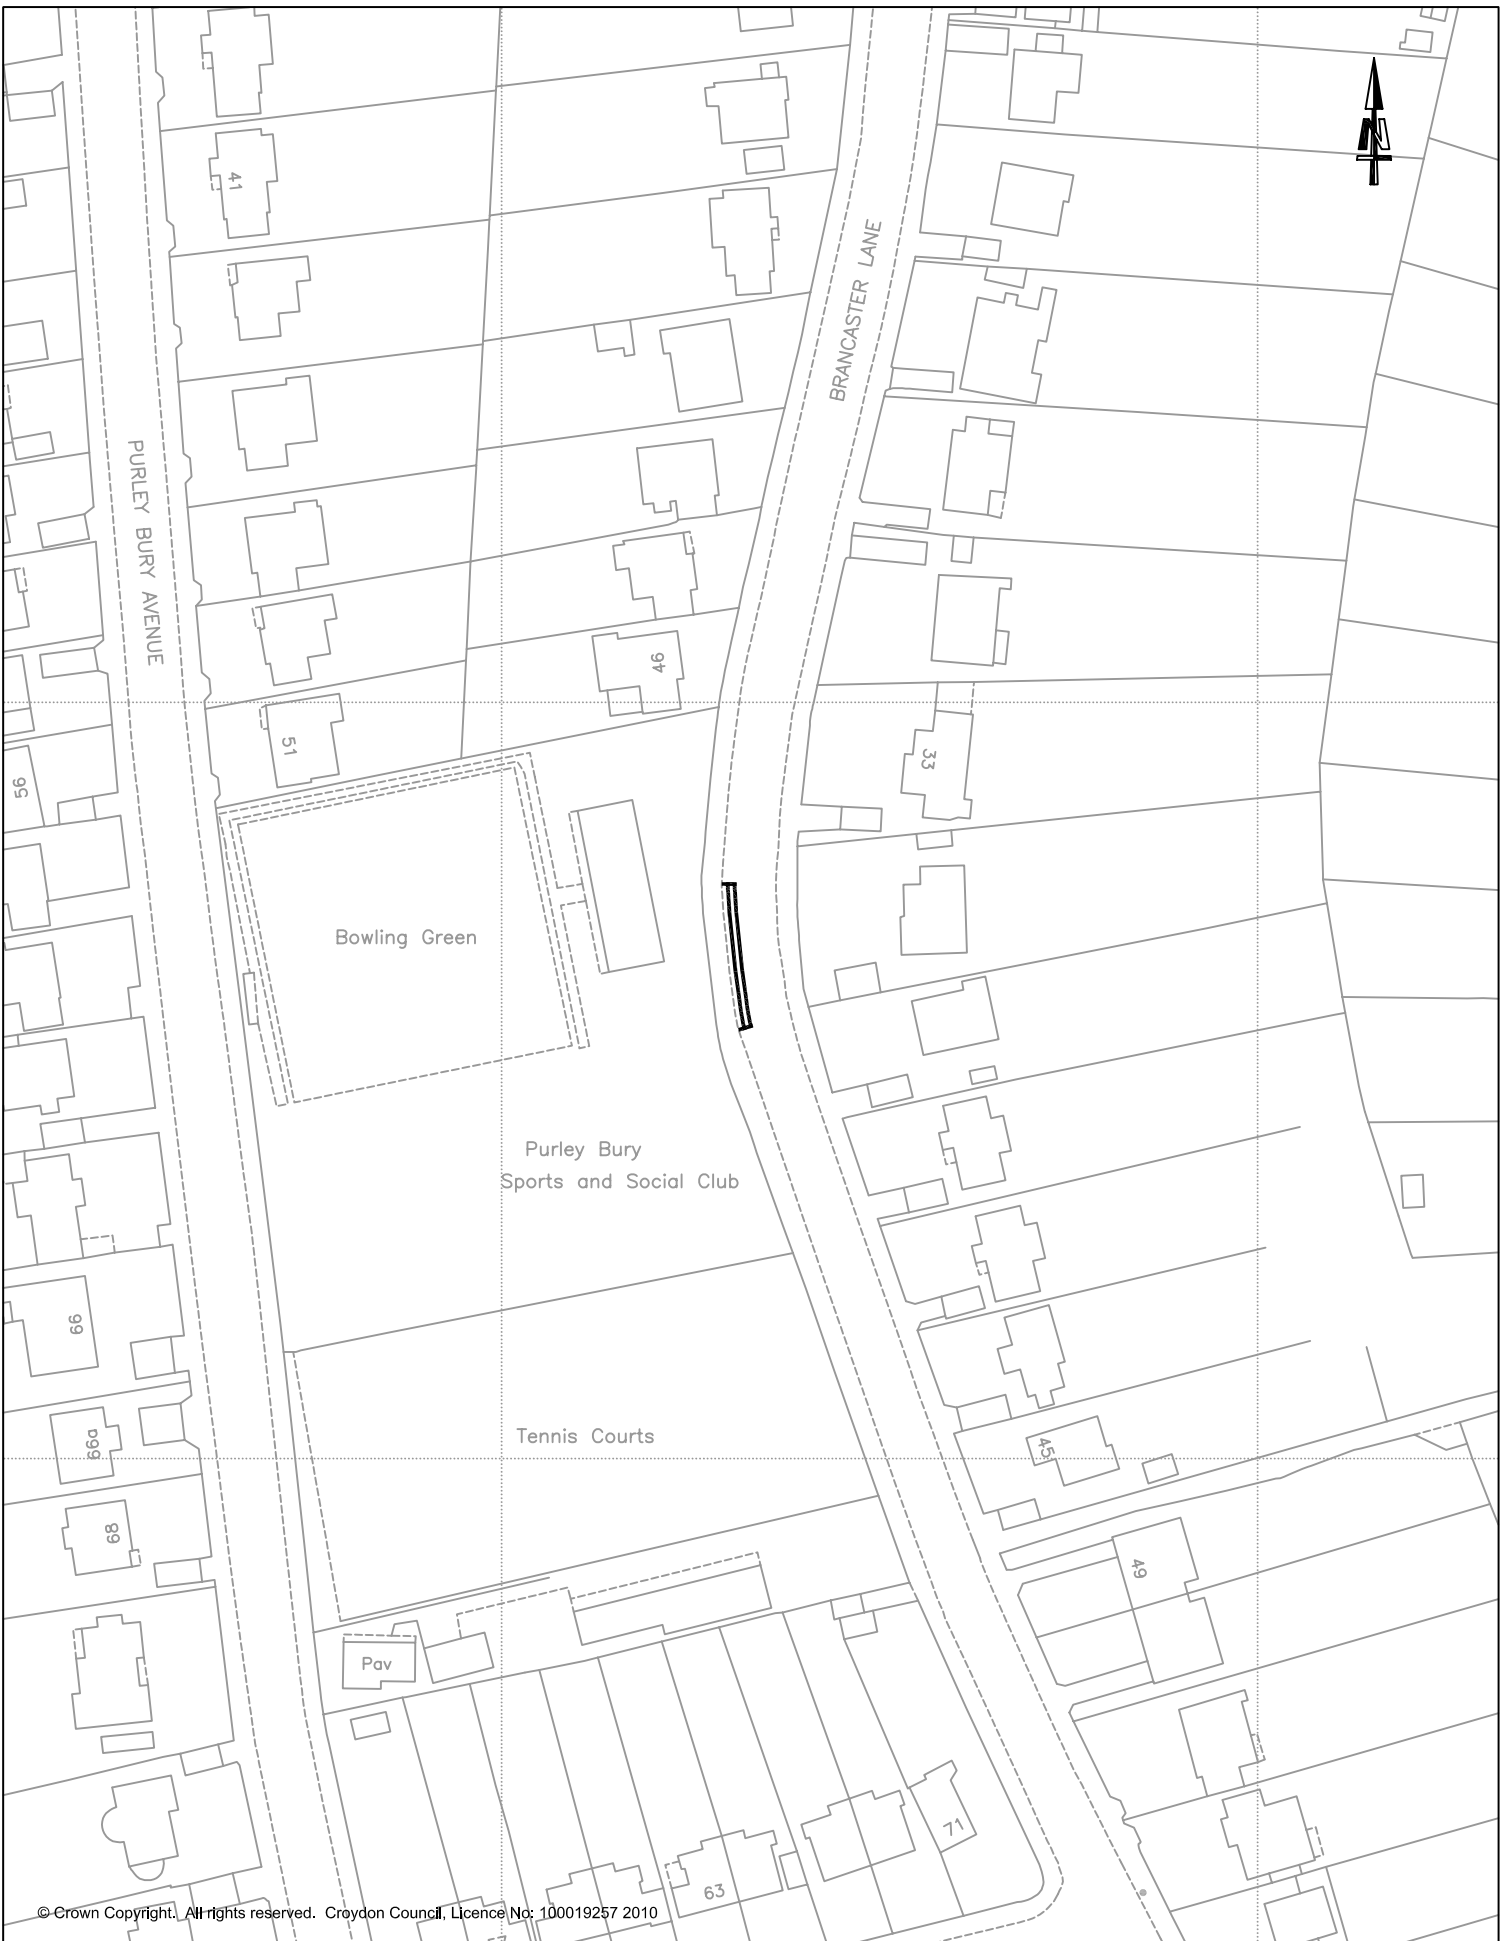 N
41
BRANCASTER LANE
PURLEY BURY AVENUE
46
51
33
56
Bowling Green
Purley Bury
Sports and Social Club
66
Tennis Courts
66a
45
68
49
Pav
71
63
© Crown Copyright. All rights reserved. Croydon Council, Licence No: 100019257 2010